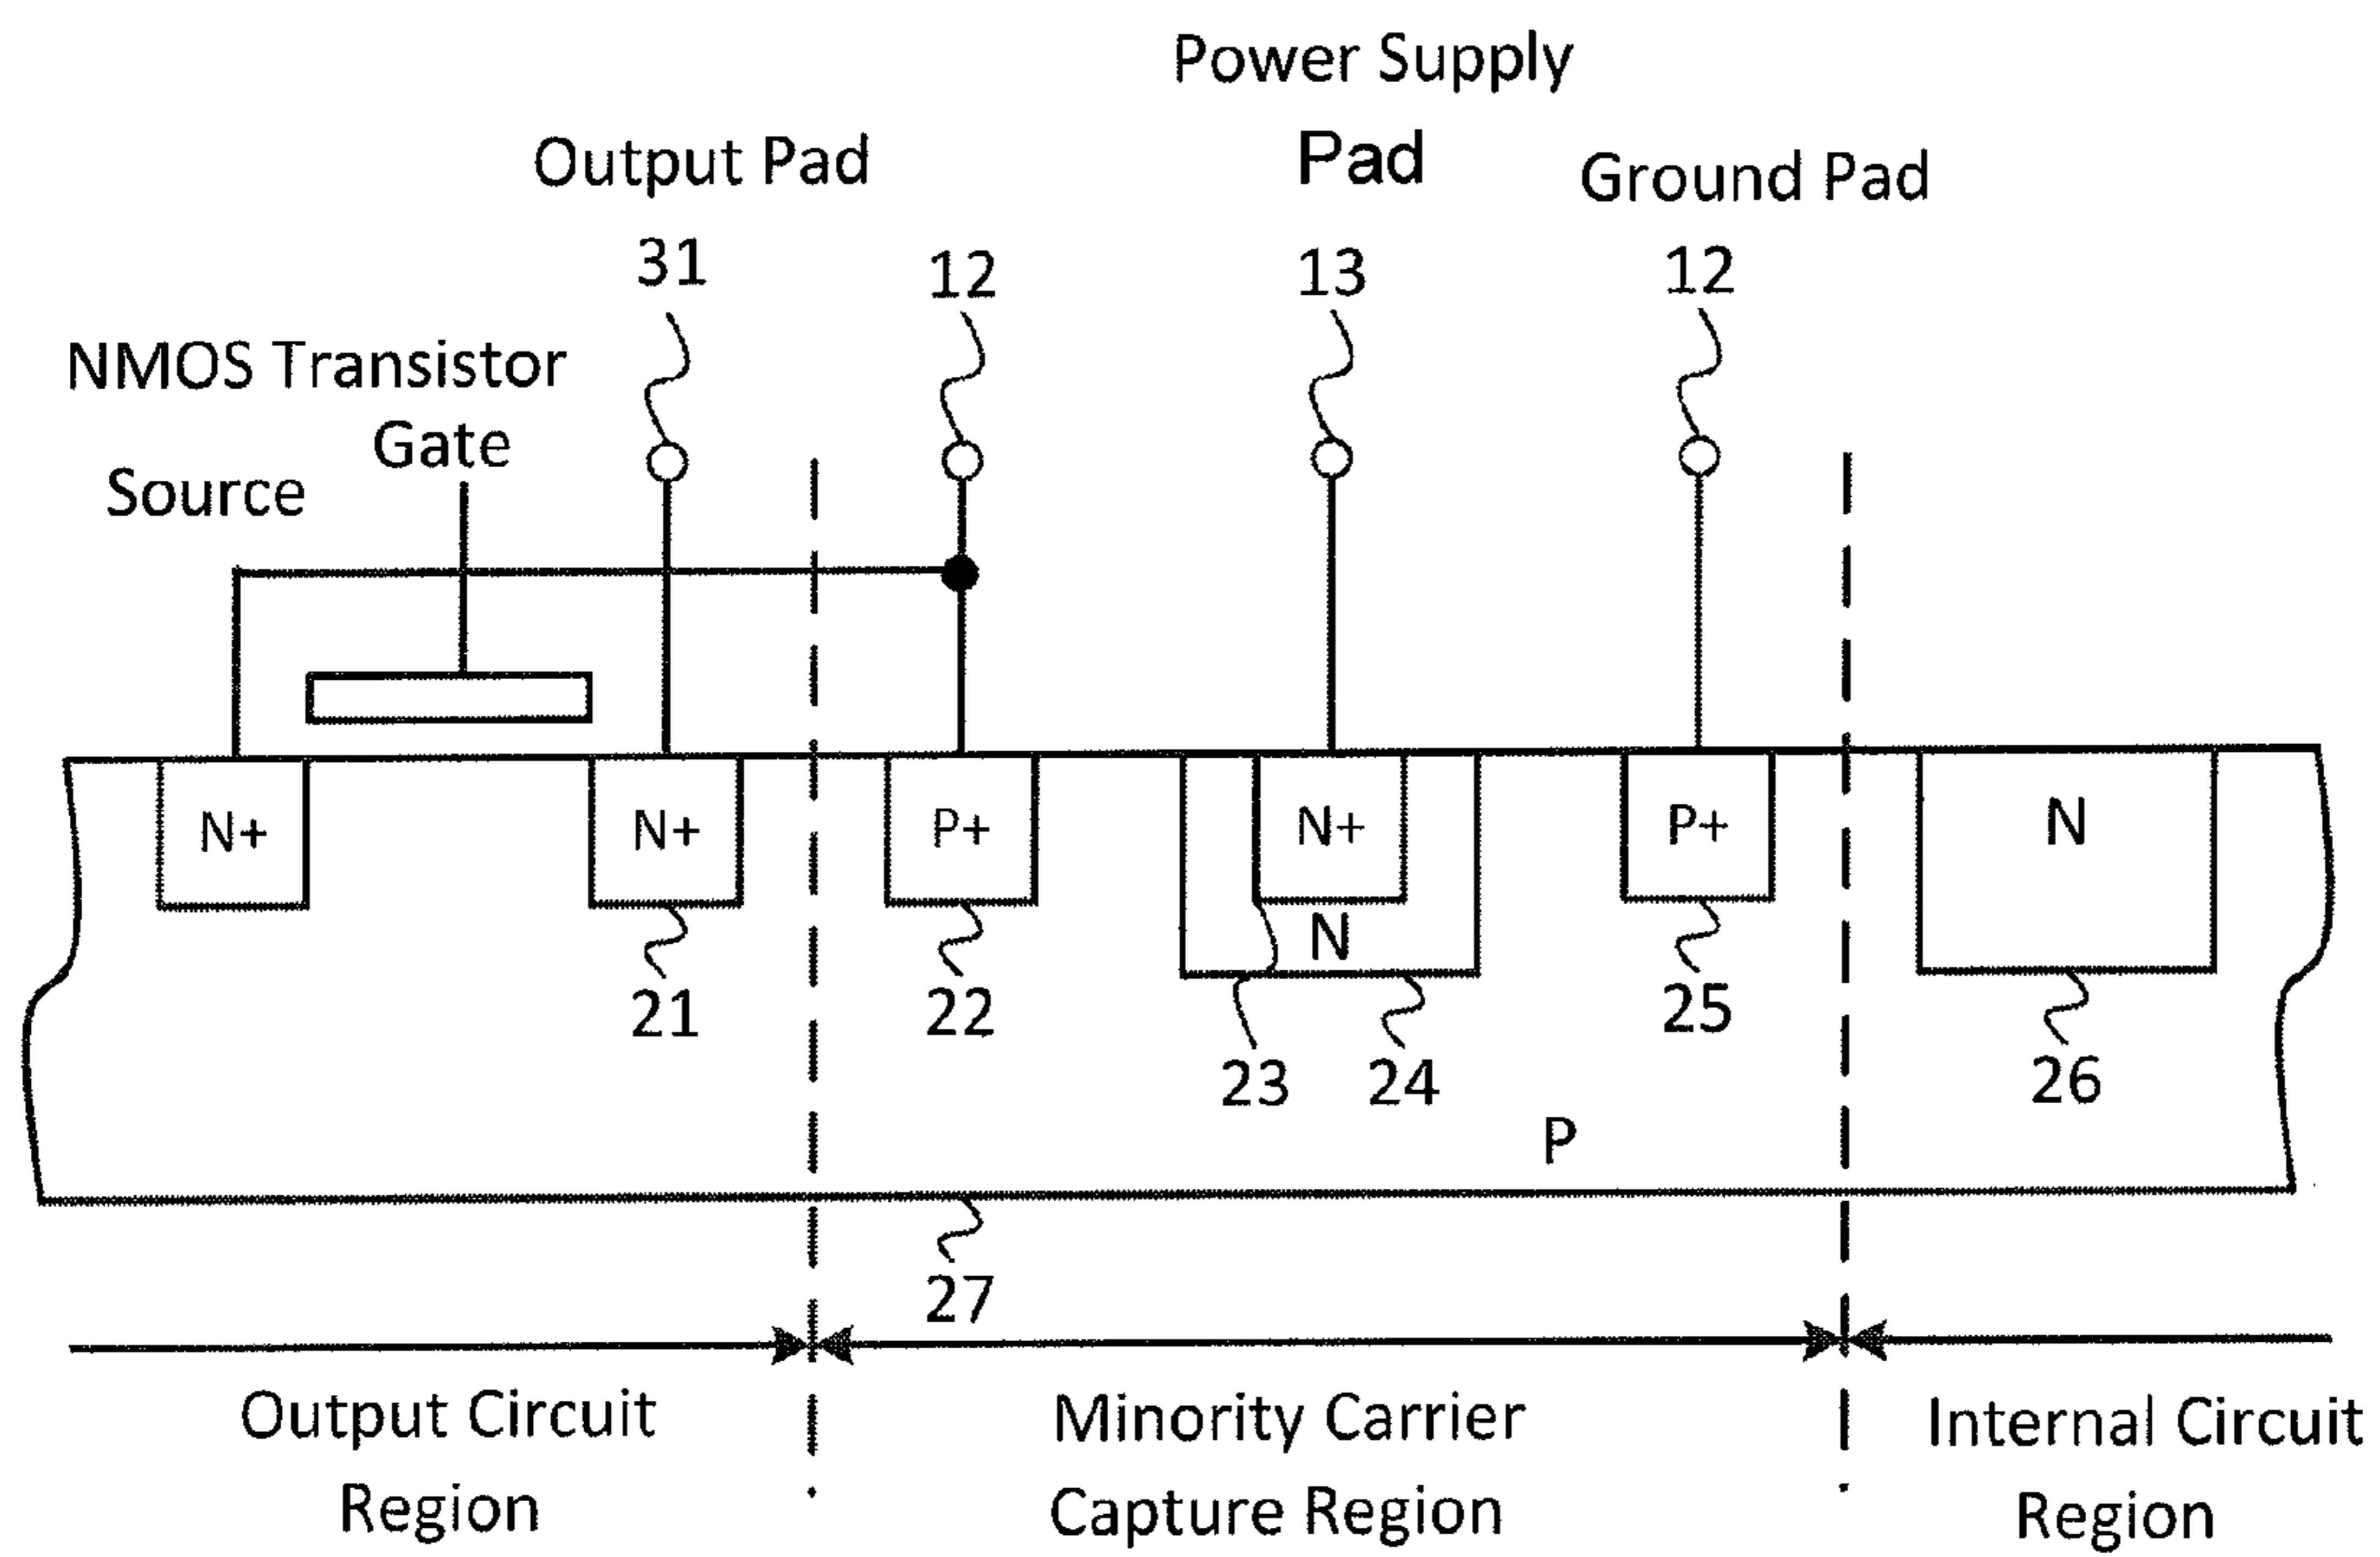 Power Supply
Pad
Output Pad
Ground Pad
31
12
13
12
NMOS Transistor
Gate
Source
N+
N+
P+
N+
P+
N
N
21
22
25
23
24
26
P
27
Output Circuit
Region
Minority Carrier
Capture Region
Internal Circuit
Region